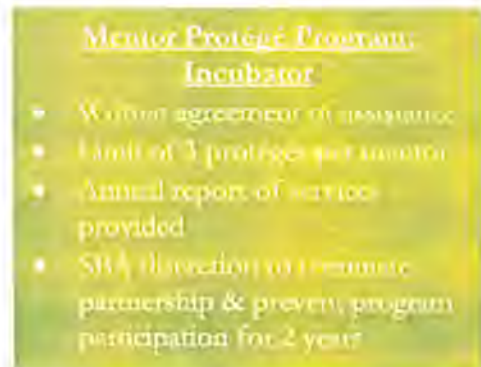 Mentor Protégé Program:
Incubator
• Written agreement of assistance
• Limit of 3 protégés per mentor
• Annual report of services
provided
• SBA discretion to terminate
partnership & prevent program
participation for 2 years